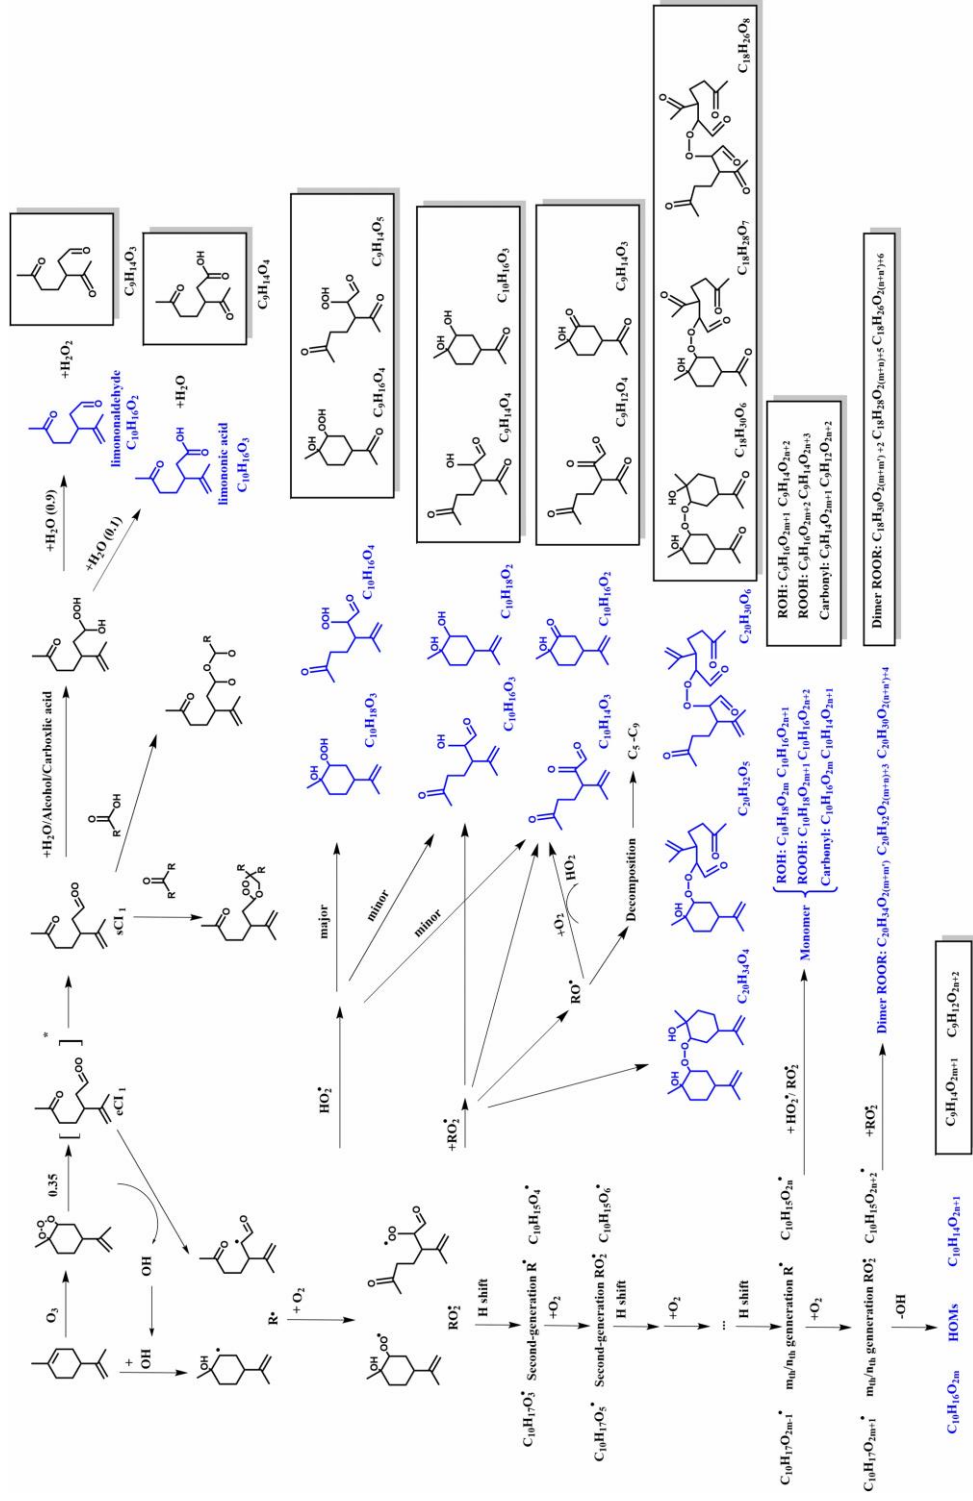 O₃
0.35
[
] *
eCI₁
sCI₁
+H₂O/Alcohol/Carboxlic acid
+H₂O (0.9)
+H₂O (0.1)
limononaldehyde
C₁₀H₁₆O₂
+H₂O₂
C₉H₁₄O₃
limononic acid
C₁₀H₁₆O₃
+H₂O
C₉H₁₄O₄
+
OH
OH
R•
+ O₂
RO₂•
HO₂•
major
minor
minor
C₁₀H₁₈O₃
C₁₀H₁₆O₄
C₉H₁₆O₄
C₉H₁₄O₅
+RO₂•
C₁₀H₁₆O₃
C₁₀H₁₈O₂
C₉H₁₄O₄
C₁₀H₁₆O₃
C₁₀H₁₄O₃
C₁₀H₁₆O₂
C₉H₁₂O₄
C₉H₁₄O₃
RO•
+O₂
HO₂
Decomposition
C₅ -C₉
C₂₀H₃₄O₄
C₂₀H₃₂O₅
C₂₀H₃₀O₆
C₁₈H₃₀O₆
C₁₈H₂₈O₇
C₁₈H₂₆O₈
H shift
C₁₀H₁₇O₃• Second-generation R• C₁₀H₁₅O₄•
+O₂
C₁₀H₁₇O₅• Second-generation RO₂• C₁₀H₁₅O₆•
H shift
+O₂
...
H shift
C₁₀H₁₇O₂ₘ₋₁• mₜₕ/nₜₕ genneration R• C₁₀H₁₅O₂ₙ•
+ HO₂•/ RO₂•
Monomer
ROH: C₁₀H₁₈O₂ₘ C₁₀H₁₆O₂ₙ₊₁
ROOH: C₁₀H₁₈O₂ₘ₊₁ C₁₀H₁₆O₂ₙ₊₂
Carbonyl: C₁₀H₁₆O₂ₘ C₁₀H₁₄O₂ₙ₊₁
ROH: C₉H₁₆O₂ₘ₊₁ C₉H₁₄O₂ₙ₊₂
ROOH: C₉H₁₆O₂ₘ₊₂ C₉H₁₄O₂ₙ₊₃
Carbonyl: C₉H₁₄O₂ₘ₊₁ C₉H₁₂O₂ₙ₊₂
+O₂
C₁₀H₁₇O₂ₘ₊₁• mₜₕ/nₜₕ genneration RO₂• C₁₀H₁₅O₂ₙ₊₂•
+RO₂•
Dimer ROOR: C₂₀H₃₄O₂₍ₘ₊ₘ'₎ C₂₀H₃₂O₂₍ₘ₊ₙ₎₊₃ C₂₀H₃₀O₂₍ₙ₊ₙ'₎₊₄
Dimer ROOR: C₁₈H₃₀O₂₍ₘ₊ₘ'₎ ₊₂ C₁₈H₂₈O₂₍ₘ₊ₙ₎₊₅ C₁₈H₂₆O₂₍ₙ₊ₙ'₎₊₆
-OH
C₁₀H₁₆O₂ₘ HOMs C₁₀H₁₄O₂ₙ₊₁
C₉H₁₄O₂ₘ₊₁ C₉H₁₂O₂ₙ₊₂